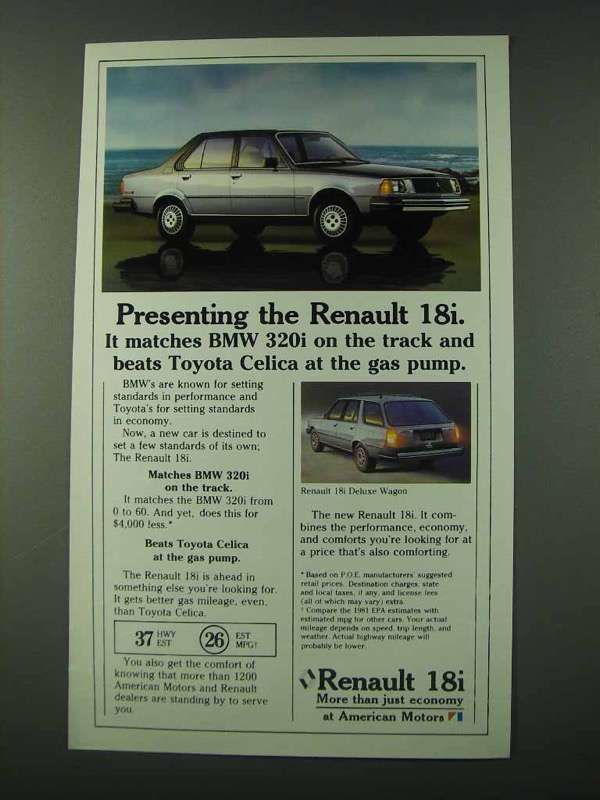 Presenting the Renault 18i.
It matches BMW 320i on the track and
beats Toyota Celica at the gas pump.
BMW's are known for setting
standards in performance and
Toyota's for setting standards
in economy.
Now, a new car is destined to
set a few standards of its own;
The Renault 18i.
Matches BMW 320i
on the track.
It matches the BMW 320i from
0 to 60. And yet, does this for
$4,000 less.*
Beats Toyota Celica
at the gas pump.
The Renault 18i is ahead in
something else you're looking for.
It gets better gas mileage, even,
than Toyota Celica.
37 HWY EST 26 EST MPG†
You also get the comfort of
knowing that more than 1200
American Motors and Renault
dealers are standing by to serve
you.
Renault 18i Deluxe Wagon
The new Renault 18i. It com-
bines the performance, economy,
and comforts you're looking for at
a price that's also comforting.
* Based on P.O.E. manufacturers' suggested
retail prices. Destination charges, state
and local taxes, if any, and license fees
(all of which may vary) extra.
† Compare the 1981 EPA estimates with
estimated mpg for other cars. Your actual
mileage depends on speed, trip length, and
weather. Actual highway mileage will
probably be lower.
Renault 18i
More than just economy
at American Motors